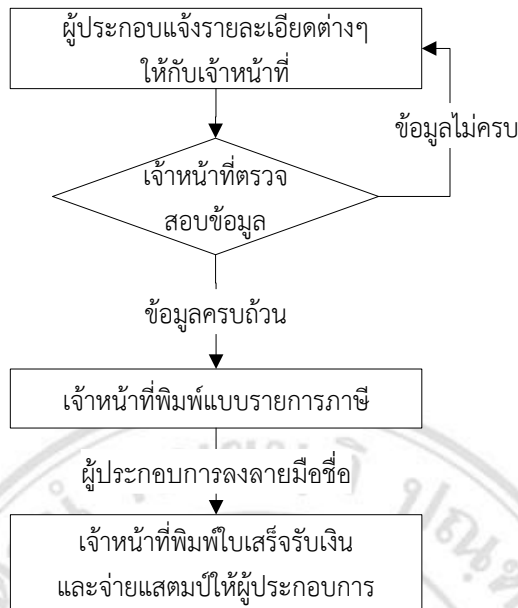 ผู้ประกอบแจ้งรายละเอียดต่างๆ
ให้กับเจ้าหน้าที่
ข้อมูลไม่ครบ
เจ้าหน้าที่ตรวจ
สอบข้อมูล
ข้อมูลครบถ้วน
เจ้าหน้าที่พิมพ์แบบรายการภาษี
ผู้ประกอบการลงลายมือชื่อ
เจ้าหน้าที่พิมพ์ใบเสร็จรับเงิน
และจ่ายแสตมป์ให้ผู้ประกอบการ